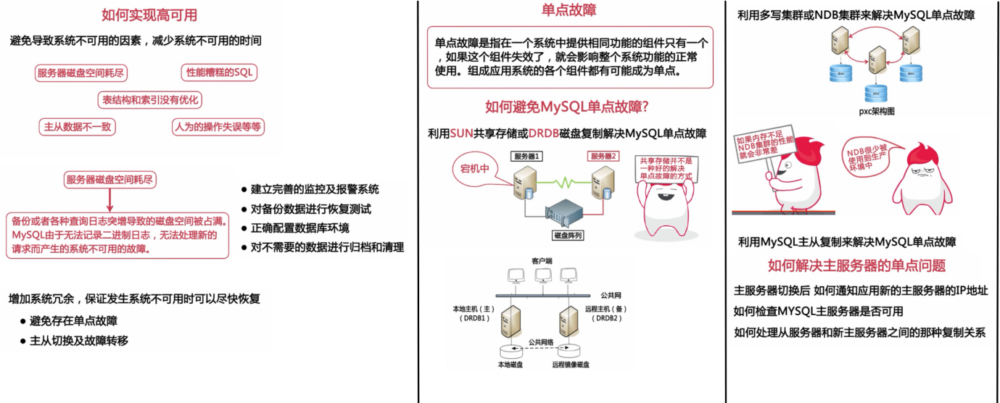 如何实现高可用
避免导致系统不可用的因素，减少系统不可用的时间
服务器磁盘空间耗尽
性能糟糕的SQL
表结构和索引没有优化
主从数据不一致
人为的操作失误等等
服务器磁盘空间耗尽
备份或者各种查询日志突增导致的磁盘空间被占满。
MySQL由于无法记录二进制日志，无法处理新的
请求而产生的系统不可用的故障。
● 建立完善的监控及报警系统
● 对备份数据进行恢复测试
● 正确配置数据库环境
● 对不需要的数据进行归档和清理
增加系统冗余，保证发生系统不可用时可以尽快恢复
● 避免存在单点故障
● 主从切换及故障转移
单点故障
单点故障是指在一个系统中提供相同功能的组件只有一个
，如果这个组件失效了，就会影响整个系统功能的正常
使用。组成应用系统的各个组件都有可能成为单点。
如何避免MySQL单点故障?
利用SUN共享存储或DRDB磁盘复制解决MySQL单点故障
服务器1
服务器2
宕机中
共享存储并不是
一种好的解决
单点故障的方式
磁盘阵列
客户端
公共网
本地主机（主）
（DRDB1）
远程主机（备）
（DRDB2）
公共网络
本地磁盘
远程镜像磁盘
利用多写集群或NDB集群来解决MySQL单点故障
pxc架构图
如果内存不足
NDB集群的性能
就会非常差
NDB很少被
使用到生产
环境中
利用MySQL主从复制来解决MySQL单点故障
如何解决主服务器的单点问题
主服务器切换后 如何通知应用新的主服务器的IP地址
如何检查MYSQL主服务器是否可用
如何处理从服务器和新主服务器之间的那种复制关系